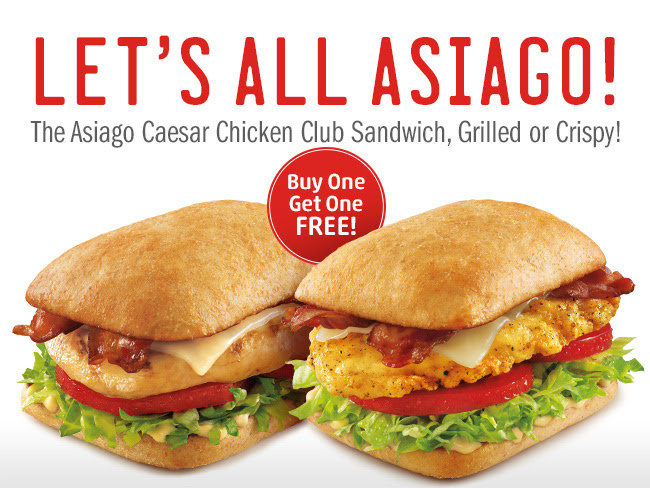 LET'S ALL ASIAGO!
The Asiago Caesar Chicken Club Sandwich, Grilled or Crispy!
Buy One
Get One
FREE!